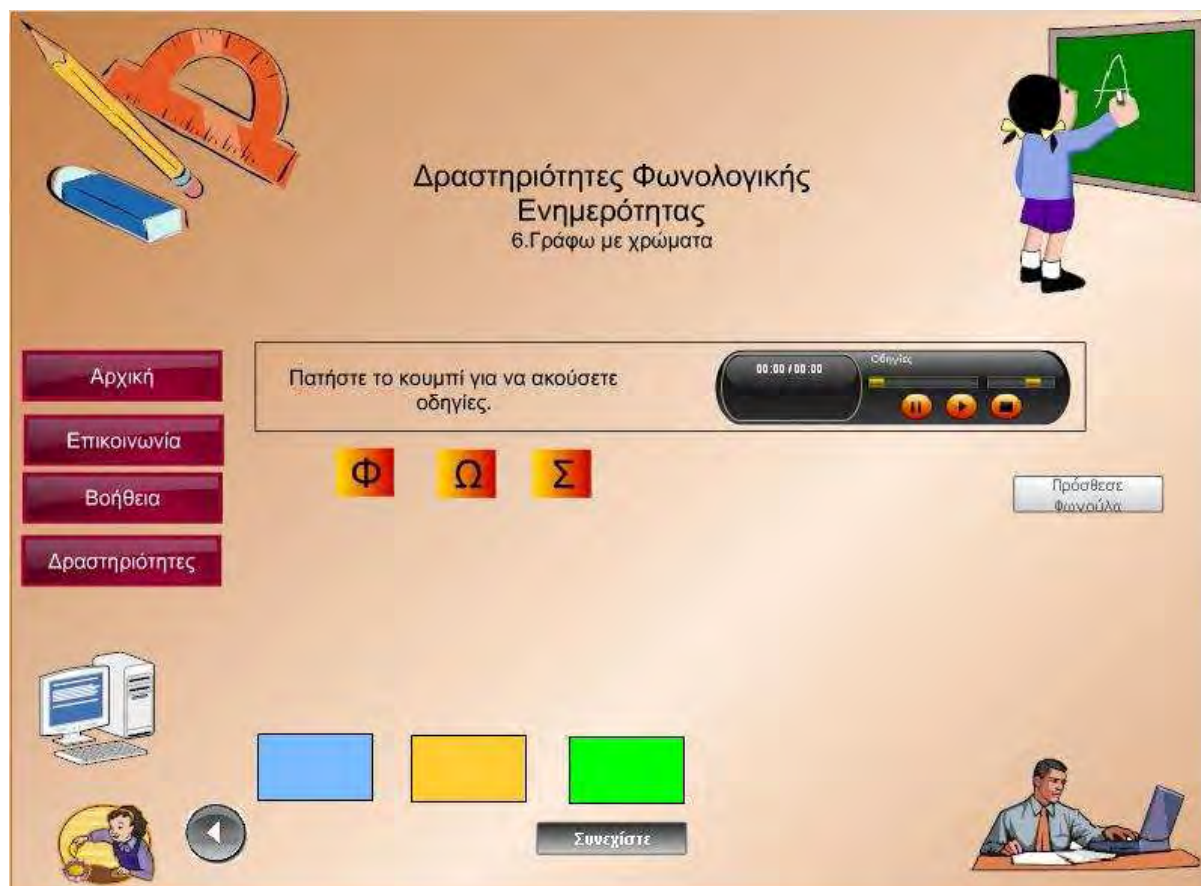 Δραστηριότητες Φωνολογικής
Ενημερότητας
6.Γράφω με χρώματα
A
Αρχική
Επικοινωνία
Βοήθεια
Δραστηριότητες
Πατήστε το κουμπί για να ακούσετε
οδηγίες.
00:00 / 00:00
Οδηγίες
Φ Ω Σ
Πρόσθεσε
Φωνούλα
Συνεχίστε